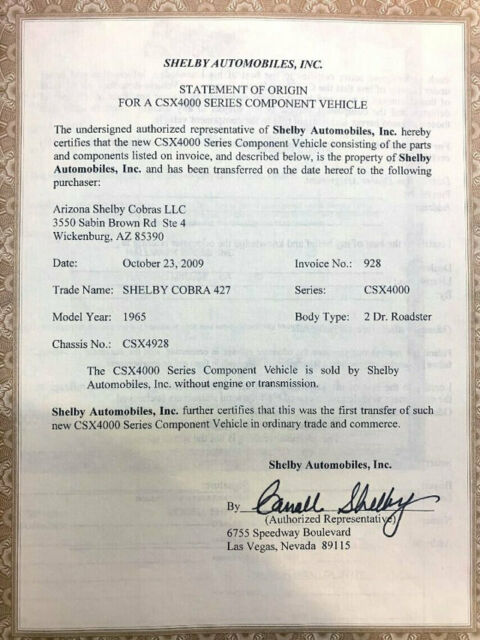 SHELBY AUTOMOBILES, INC.
STATEMENT OF ORIGIN
FOR A CSX4000 SERIES COMPONENT VEHICLE
The undersigned authorized representative of Shelby Automobiles, Inc. hereby
certifies that the new CSX4000 Series Component Vehicle consisting of the parts
and components listed on invoice, and described below, is the property of Shelby
Automobiles, Inc. and has been transferred on the date hereof to the following
purchaser:
Arizona Shelby Cobras LLC
3550 Sabin Brown Rd Ste 4
Wickenburg, AZ 85390
Date: October 23, 2009 Invoice No.: 928
Trade Name: SHELBY COBRA 427 Series: CSX4000
Model Year: 1965 Body Type: 2 Dr. Roadster
Chassis No.: CSX4928
The CSX4000 Series Component Vehicle is sold by Shelby
Automobiles, Inc. without engine or transmission.
Shelby Automobiles, Inc. further certifies that this was the first transfer of such
new CSX4000 Series Component Vehicle in ordinary trade and commerce.
Shelby Automobiles, Inc.
By Carroll Shelby
(Authorized Representative)
6755 Speedway Boulevard
Las Vegas, Nevada 89115